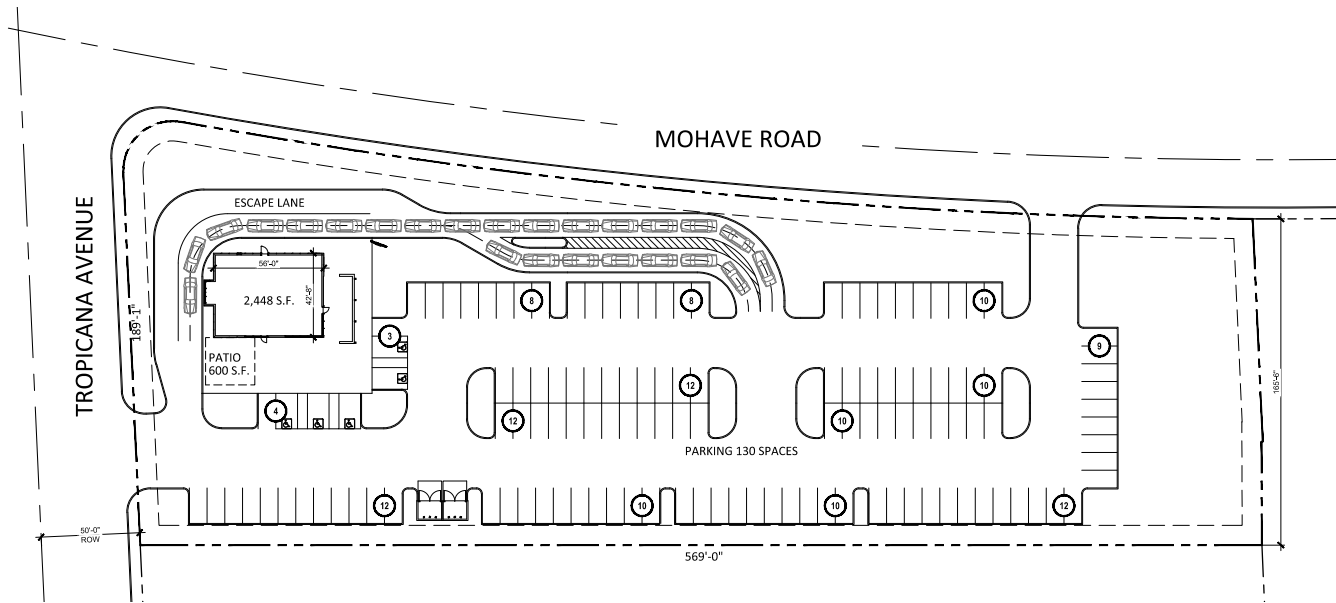 MOHAVE ROAD
TROPICANA AVENUE
ESCAPE LANE
56'-0"
2,448 S.F.
42'-8"
189'-1"
PATIO
600 S.F.
8
8
10
3
9
12
10
165'-6"
4
12
10
PARKING 130 SPACES
12
10
10
12
50'-0"
ROW
569'-0"